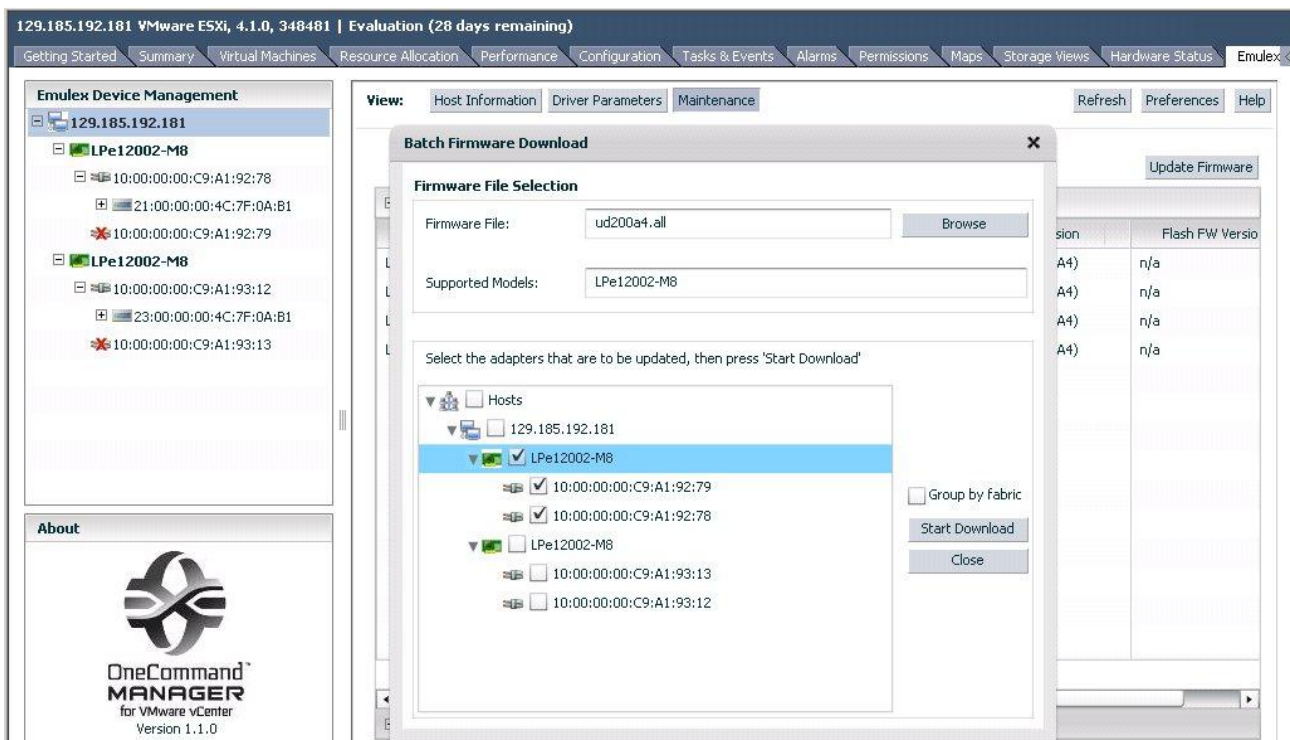 129.185.192.181 VMware ESXi, 4.1.0, 348481 | Evaluation (28 days remaining)
Getting Started Summary Virtual Machines Resource Allocation Performance Configuration Tasks & Events Alarms Permissions Maps Storage Views Hardware Status Emulex
Emulex Device Management
129.185.192.181
LPe12002-M8
10:00:00:00:C9:A1:92:78
21:00:00:00:4C:7F:0A:B1
10:00:00:00:C9:A1:92:79
LPe12002-M8
10:00:00:00:C9:A1:93:12
23:00:00:00:4C:7F:0A:B1
10:00:00:00:C9:A1:93:13
About
OneCommand™
MANAGER
for VMware vCenter
Version 1.1.0
View: Host Information Driver Parameters Maintenance Refresh Preferences Help
Update Firmware
sion Flash FW Versio
A4) n/a
A4) n/a
A4) n/a
A4) n/a
Batch Firmware Download
Firmware File Selection
Firmware File: ud200a4.all Browse
Supported Models: LPe12002-M8
Select the adapters that are to be updated, then press 'Start Download'
Hosts
129.185.192.181
LPe12002-M8
10:00:00:00:C9:A1:92:79
10:00:00:00:C9:A1:92:78
LPe12002-M8
10:00:00:00:C9:A1:93:13
10:00:00:00:C9:A1:93:12
Group by fabric
Start Download
Close